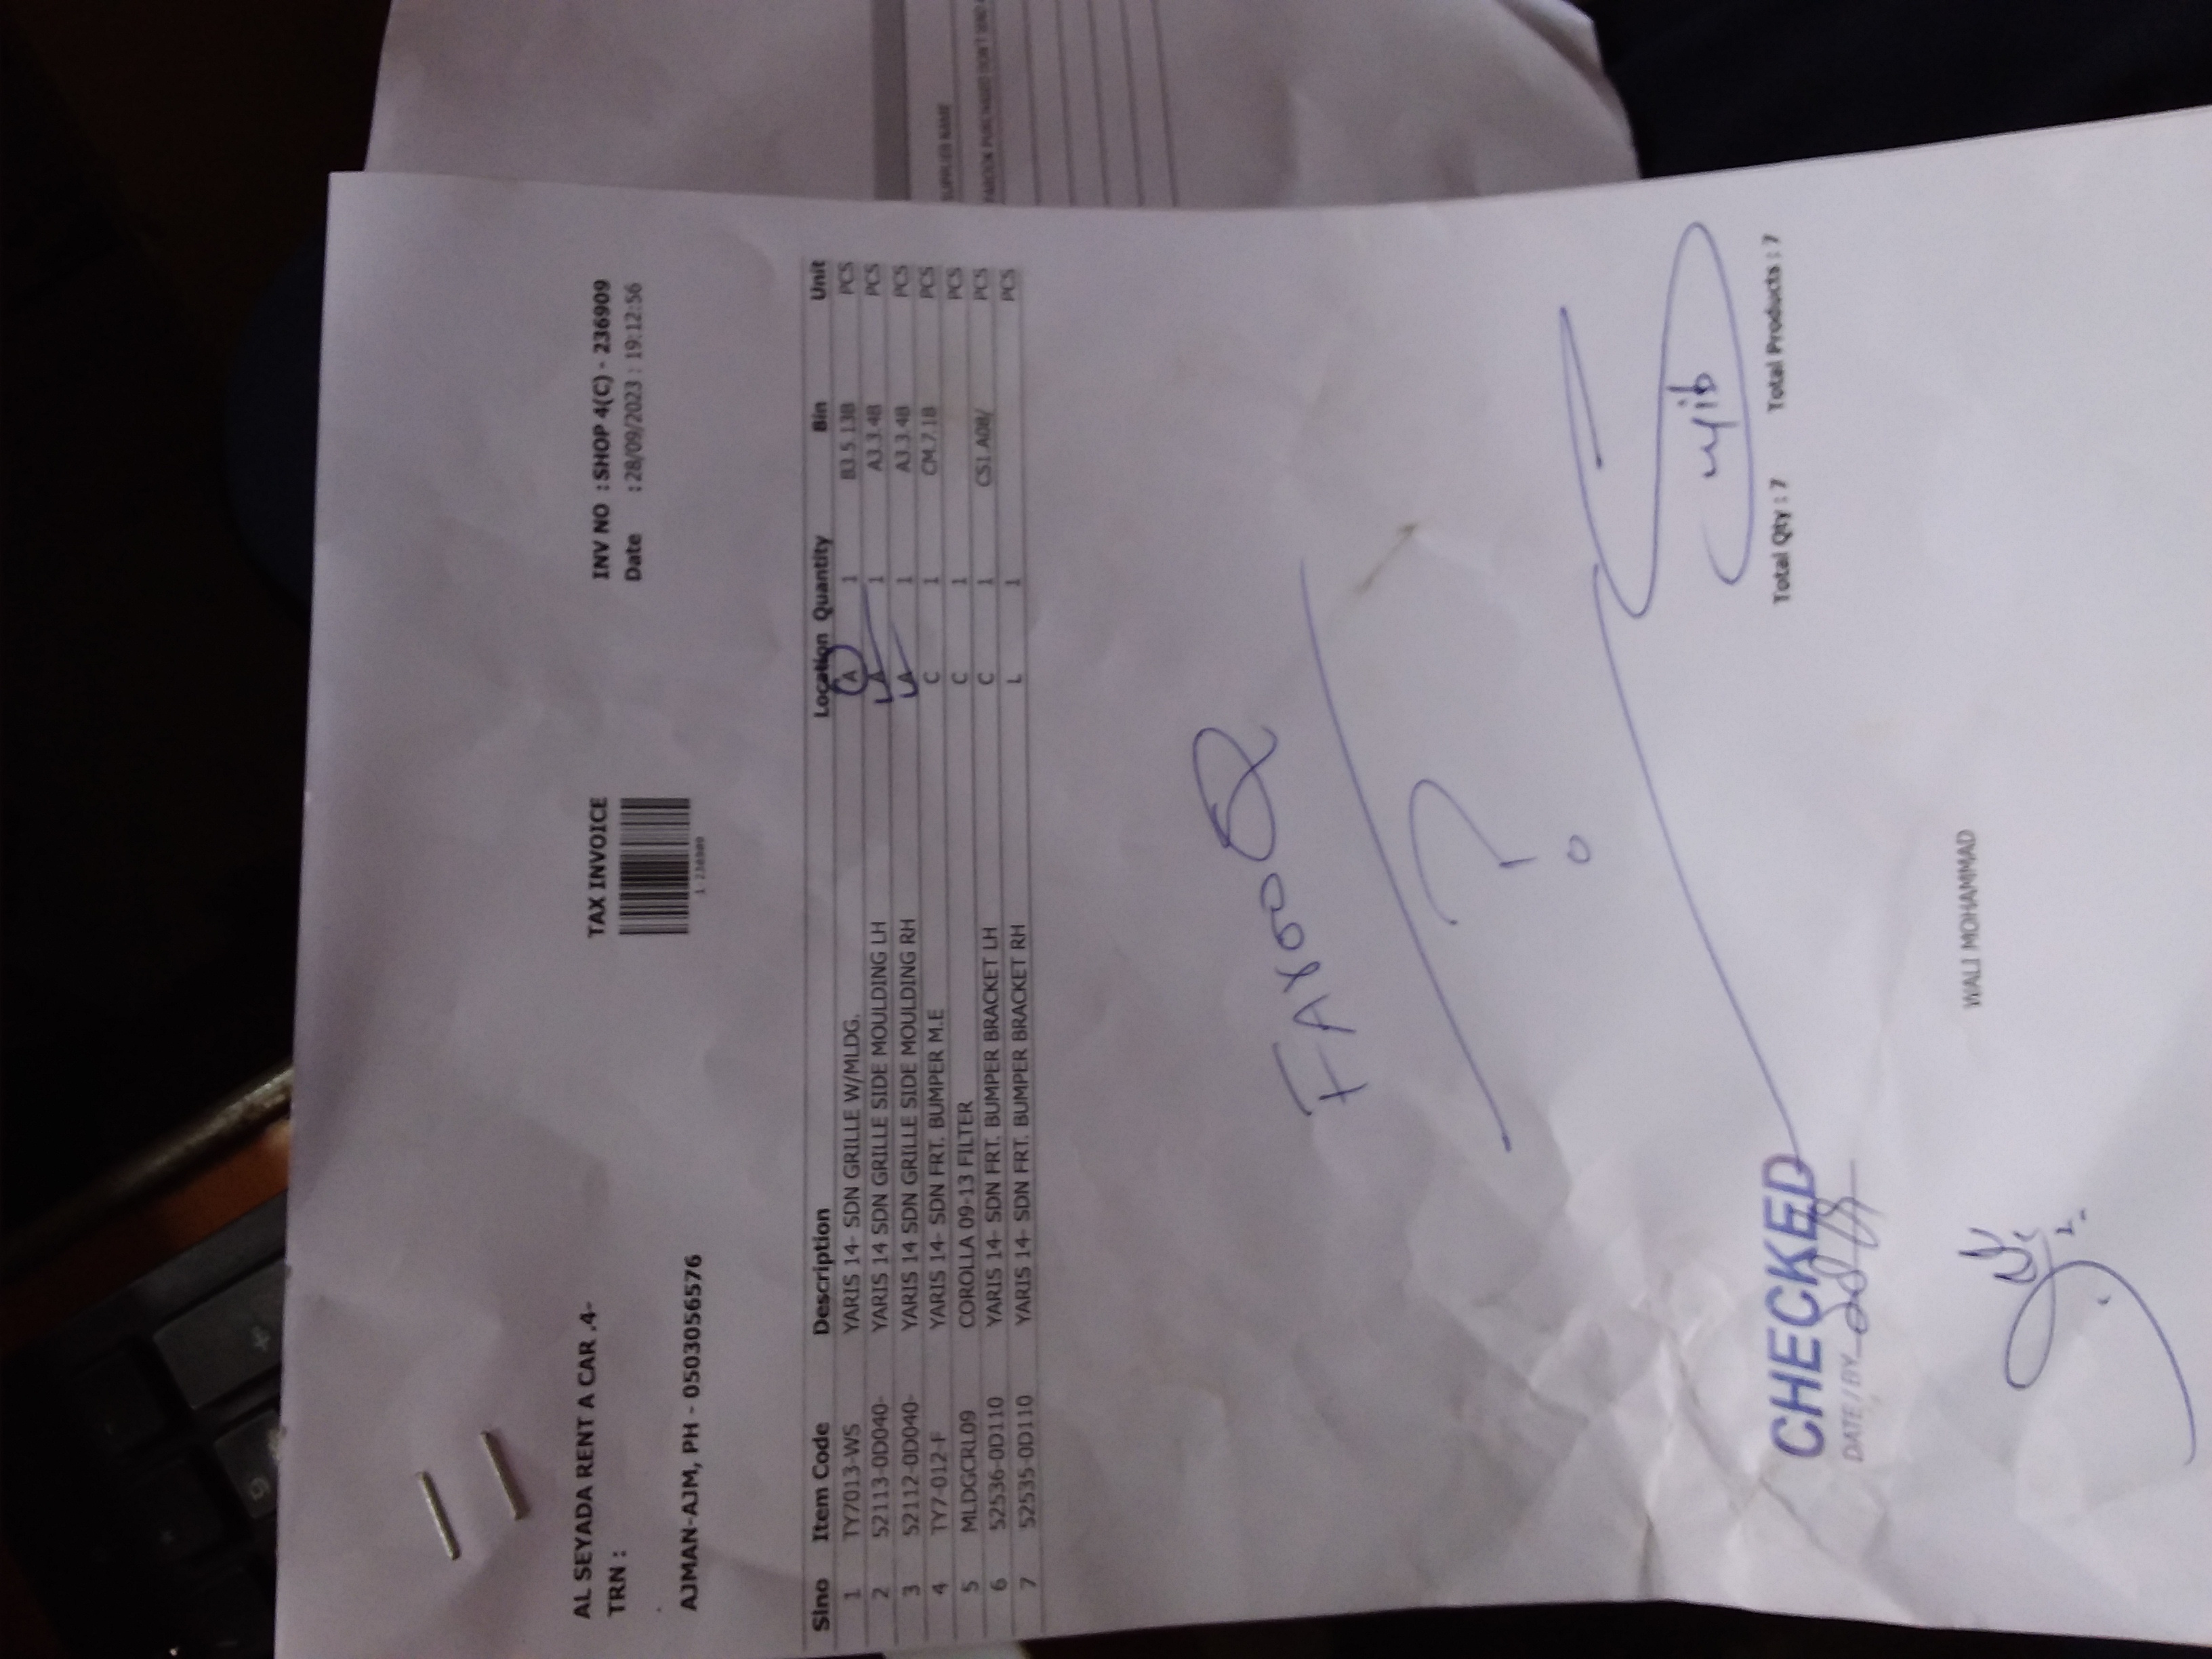 SUPPLIER NAME
AL SEYADA RENT A CAR .4-
TAX INVOICE
INV NO : SHOP 4(C) - 236909
TRN :
Date : 28/09/2023 : 19:12:56
AJMAN-AJM, PH - 0503056576
Slno Item Code Description Location Quantity Bin Unit
1 TY7013-WS YARIS 14- SDN GRILLE W/MLDG. A 1 B3.5.13B PCS
2 52113-0D040- YARIS 14 SDN GRILLE SIDE MOULDING LH A 1 A3.3.4B PCS
3 52112-0D040- YARIS 14 SDN GRILLE SIDE MOULDING RH A 1 A3.3.4B PCS
4 TY7-012-F YARIS 14- SDN FRT. BUMPER M.E C 1 CM.7.1B PCS
5 MLDGCRL09 COROLLA 09-13 FILTER C 1 PCS
6 52536-0D110 YARIS 14- SDN FRT. BUMPER BRACKET LH C 1 CS1.A08/ PCS
7 52535-0D110 YARIS 14- SDN FRT. BUMPER BRACKET RH L 1 PCS
FAXooQ
?
CHECKED
DATE/BY
Total Qty : 7 Total Products : 7
WALI MOHAMMAD